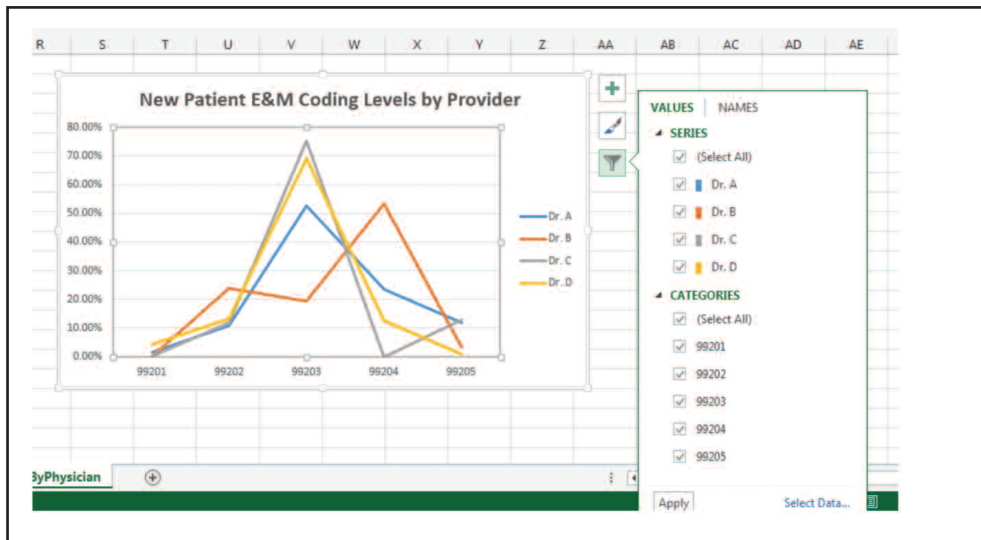 R S T U V W X Y Z AA AB AC AD AE
New Patient E&M Coding Levels by Provider
80.00%
70.00%
60.00%
50.00%
40.00%
30.00%
20.00%
10.00%
0.00%
99201 99202 99203 99204 99205
Dr. A
Dr. B
Dr. C
Dr. D
VALUES NAMES
SERIES
(Select All)
Dr. A
Dr. B
Dr. C
Dr. D
CATEGORIES
(Select All)
99201
99202
99203
99204
99205
Apply Select Data...
ByPhysician